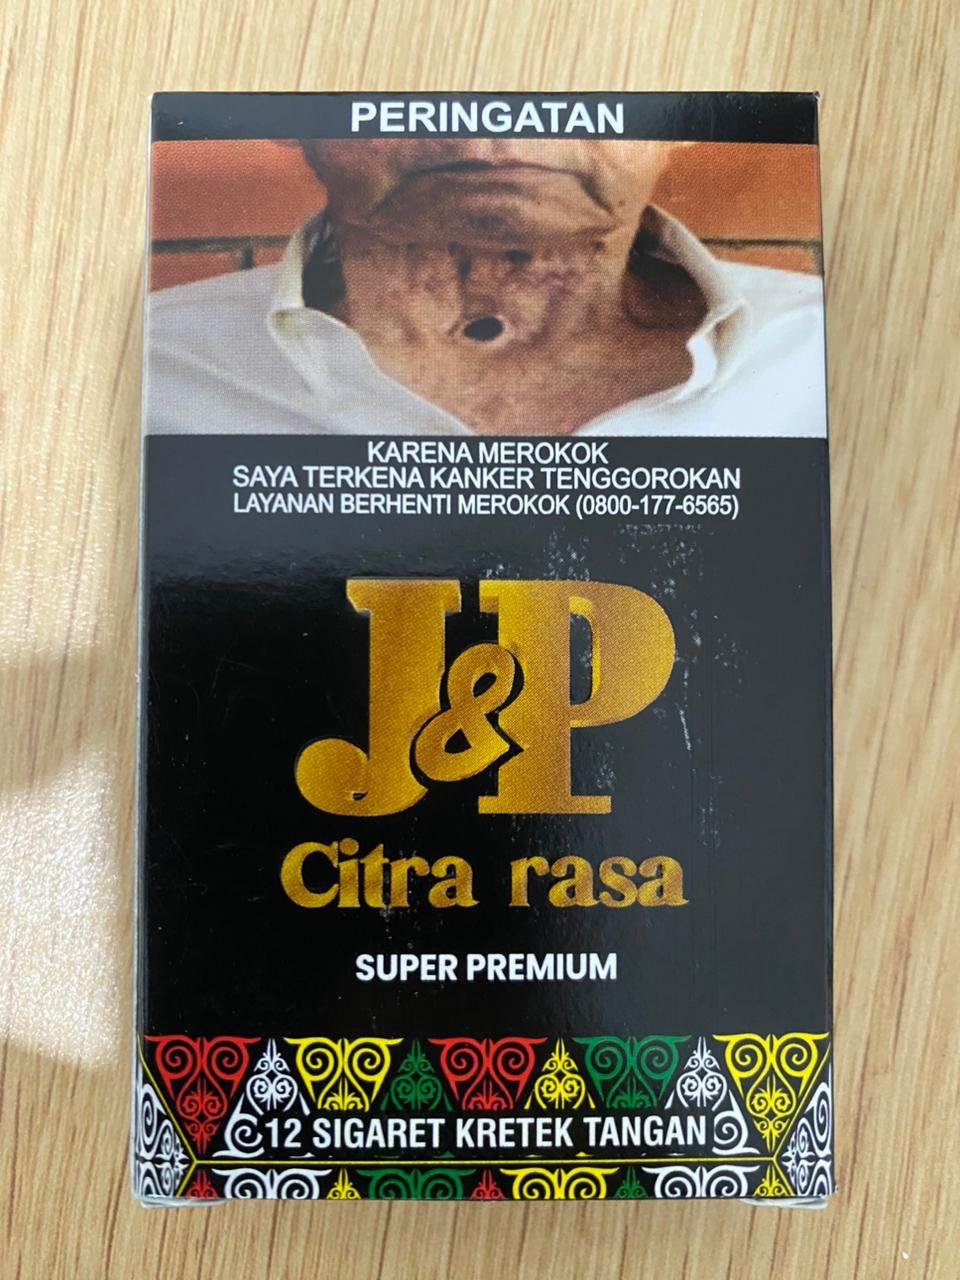 PERINGATAN
KARENA MEROKOK
SAYA TERKENA KANKER TENGGOROKAN
LAYANAN BERHENTI MEROKOK (0800-177-6565)
J&P
Citra rasa
SUPER PREMIUM
12 SIGARET KRETEK TANGAN